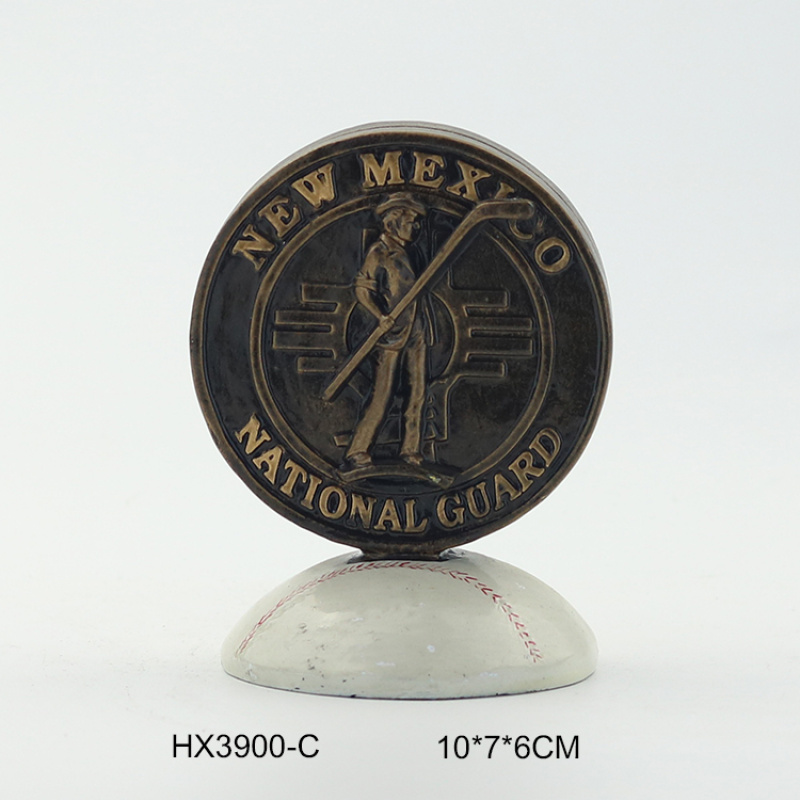 NEW MEXICO
NATIONAL GUARD
HX3900-C 10*7*6CM